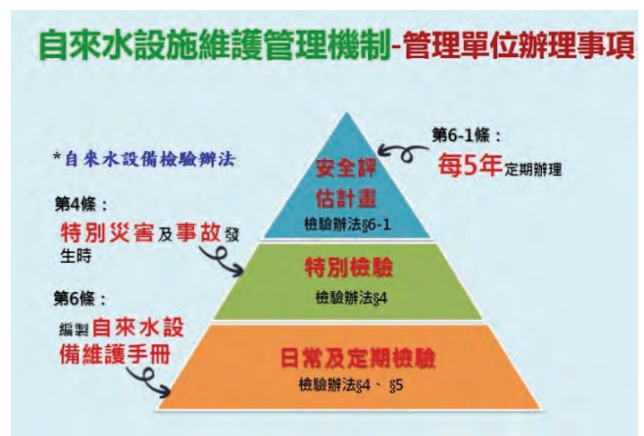 自來水設施維護管理機制-管理單位辦理事項
*自來水設備檢驗辦法
第6-1條：
每5年定期辦理
安全評
估計畫
檢驗辦法§6-1
第4條：
特別災害及事故發
生時
特別檢驗
檢驗辦法§4
第6條：
編製自來水設
備維護手冊
日常及定期檢驗
檢驗辦法§4、§5